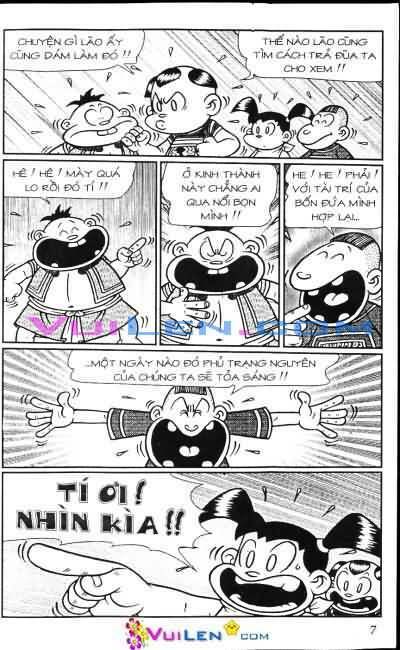 CHUYỆN GÌ LÃO ẤY
CŨNG DÁM LÀM ĐÓ!!
THẾ NÀO LÃO CŨNG
TÌM CÁCH TRẢ ĐŨA TA
CHO XEM!!
HÊ! HÊ! MÀY QUÁ
LO RỒI ĐÓ TÍ!!
Ở KINH THÀNH
NÀY CHẲNG AI
QUA NỔI BỌN
MÌNH!!
HE! HE! PHẢI!
VỚI TÀI TRÍ CỦA
BỐN ĐỨA MÌNH
HỢP LẠI...
VUILEN.COM
...MỘT NGÀY NÀO ĐÓ PHỦ TRẠNG NGUYÊN
CỦA CHÚNG TA SẼ TỎA SÁNG!!
TÍ ƠI!
NHÌN KÌA!!
7
VUILEN.COM